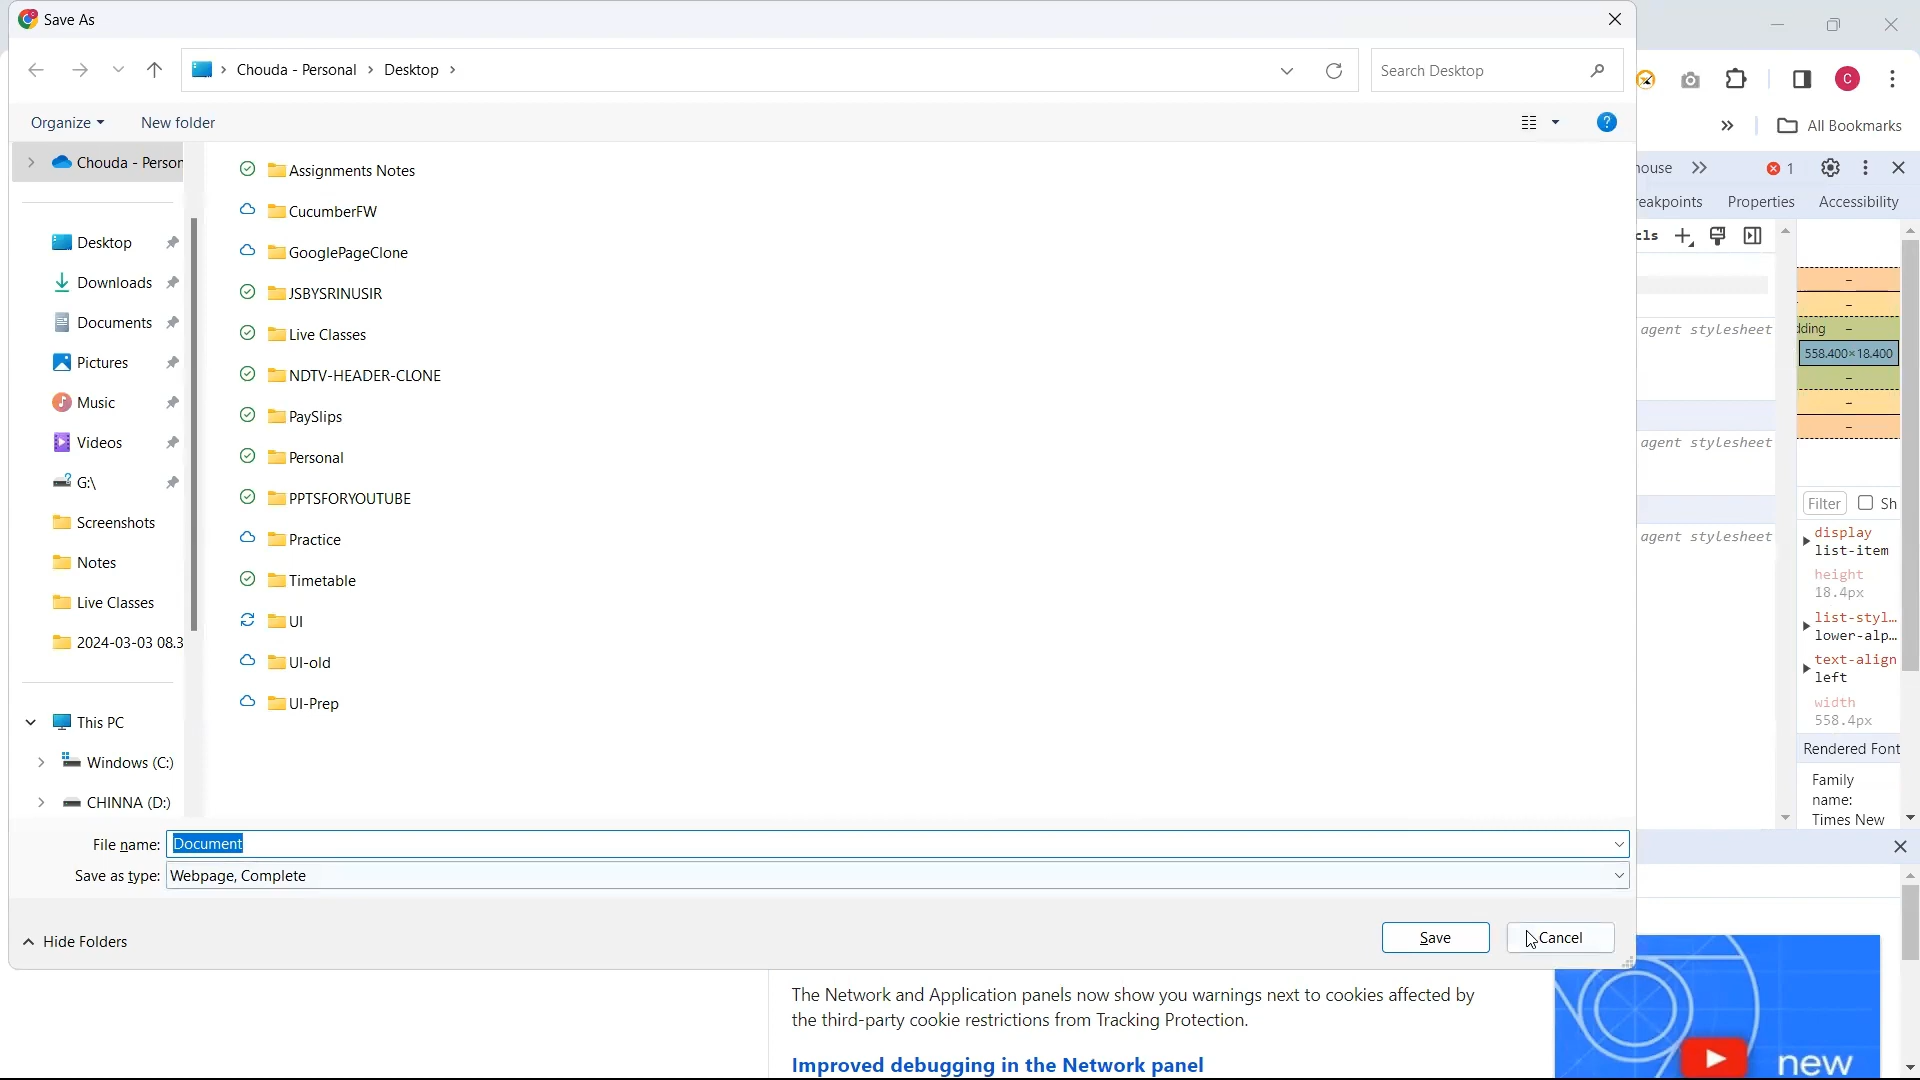 Save As
Chouda - Personal
Desktop
Search Desktop
Organize
New folder
All Bookmarks
C
Chouda - Person
Assignments Notes
CucumberFW
GooglePageClone
JSBYSRINUSIR
Live Classes
NDTV-HEADER-CLONE
PaySlips
Personal
PPTSFORYOUTUBE
Practice
Timetable
UI
UI-old
UI-Prep
Desktop
Downloads
Documents
Pictures
Music
Videos
G:\
Screenshots
Notes
Live Classes
2024-03-03 08.3
This PC
Windows (C:)
CHINNA (D:)
File name:
Document
Save as type:
Webpage, Complete
Hide Folders
Save
Cancel
house
1
reakpoints
Properties
Accessibility
cls
agent stylesheet
agent stylesheet
agent stylesheet
dding
558.400×18.400
Filter
Sh
display
list-item
height
18.4px
list-styl...
lower-alp...
text-align
left
width
558.4px
Rendered Font
Family
name:
Times New
The Network and Application panels now show you warnings next to cookies affected by
the third-party cookie restrictions from Tracking Protection.
Improved debugging in the Network panel
new